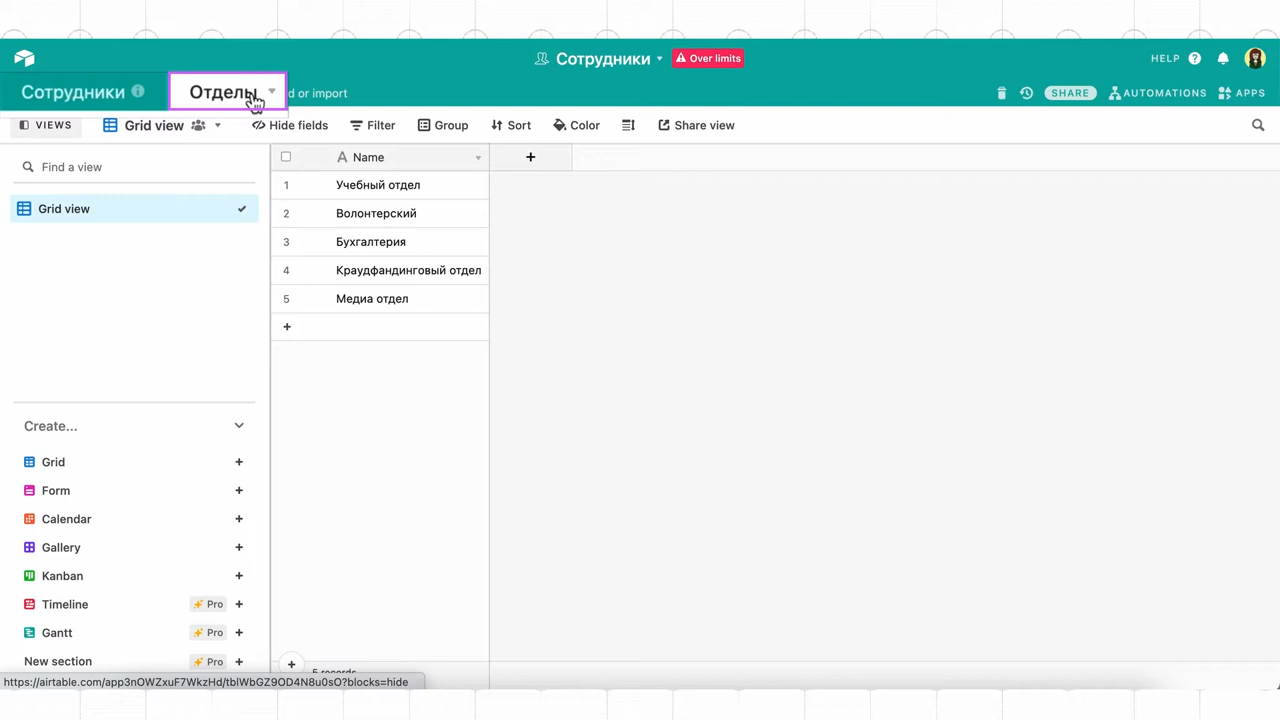 Сотрудники
Over limits
HELP
Сотрудники
Отделы
d or import
SHARE
AUTOMATIONS
APPS
VIEWS
Grid view
Hide fields
Filter
Group
Sort
Color
Share view
Find a view
Name
Grid view
1 Учебный отдел
2 Волонтерский
3 Бухгалтерия
4 Краудфандинговый отдел
5 Медиа отдел
Create...
Grid
Form
Calendar
Gallery
Kanban
Timeline Pro
Gantt Pro
New section Pro
5 records
https://airtable.com/app3nOWZxuF7WkzHd/tblWbGZ9OD4N8u0sO?blocks=hide